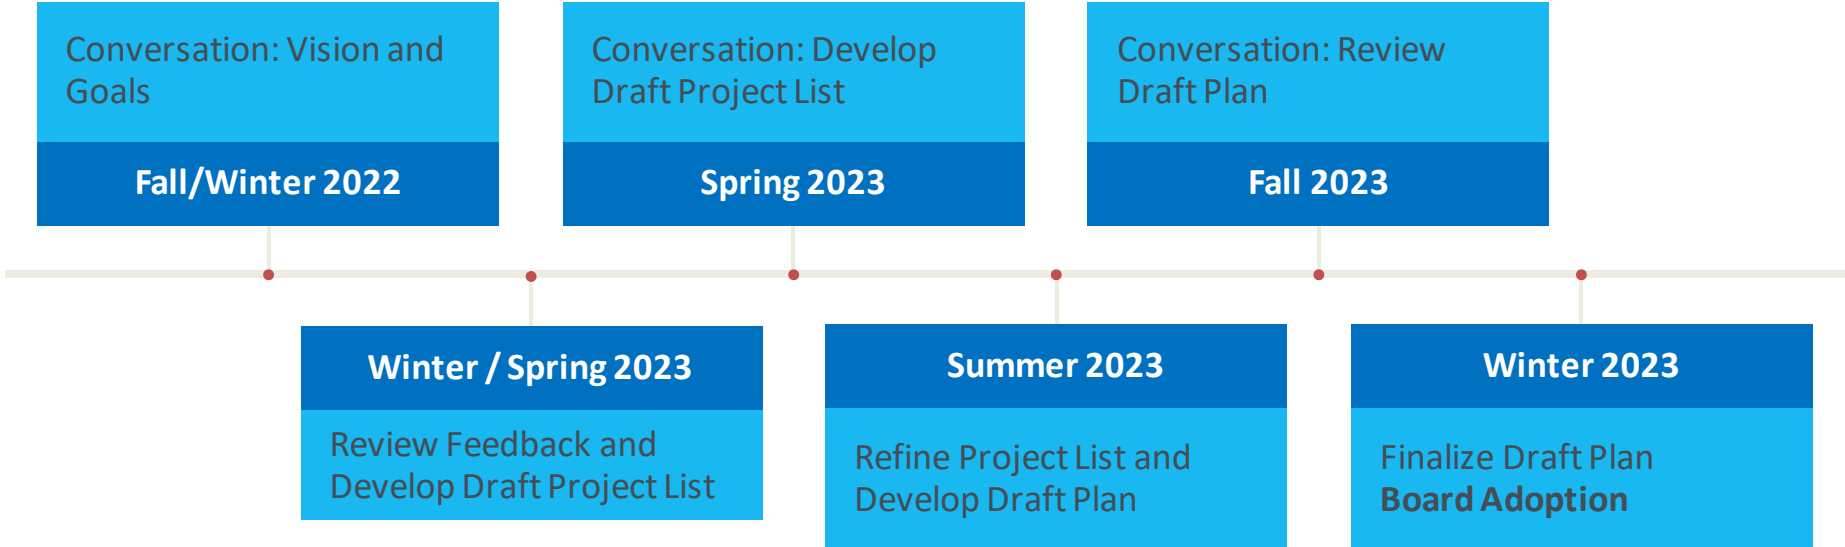 Conversation: Vision and
Goals
Fall/Winter 2022
Winter / Spring 2023
Review Feedback and
Develop Draft Project List
Conversation: Develop
Draft Project List
Spring 2023
Summer 2023
Refine Project List and
Develop Draft Plan
Conversation: Review
Draft Plan
Fall 2023
Winter 2023
Finalize Draft Plan
Board Adoption